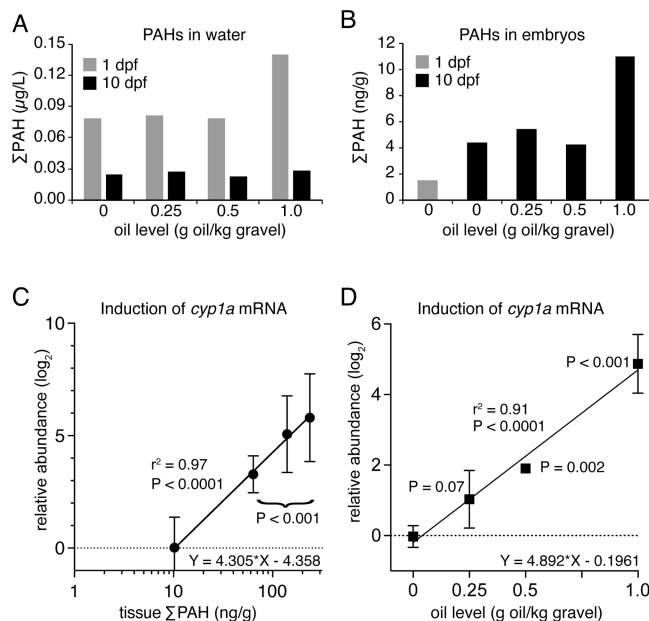 A
PAHs in water
∑PAH (µg/L)
0.15
0.12
0.09
0.06
0.03
0.00
1 dpf
10 dpf
0 0.25 0.5 1.0
oil level (g oil/kg gravel)
B
PAHs in embryos
∑PAH (ng/g)
12
10
8
6
4
2
0
1 dpf
10 dpf
0 0 0.25 0.5 1.0
oil level (g oil/kg gravel)
C
Induction of cyp1a mRNA
relative abundance (log2)
10
5
0
r² = 0.97
P < 0.0001
P < 0.001
Y = 4.305*X - 4.358
1 10 100
tissue ∑PAH (ng/g)
D
Induction of cyp1a mRNA
relative abundance (log2)
6
4
2
0
P < 0.001
r² = 0.91
P < 0.0001
P = 0.002
P = 0.07
Y = 4.892*X - 0.1961
0 0.25 0.5 1.0
oil level (g oil/kg gravel)